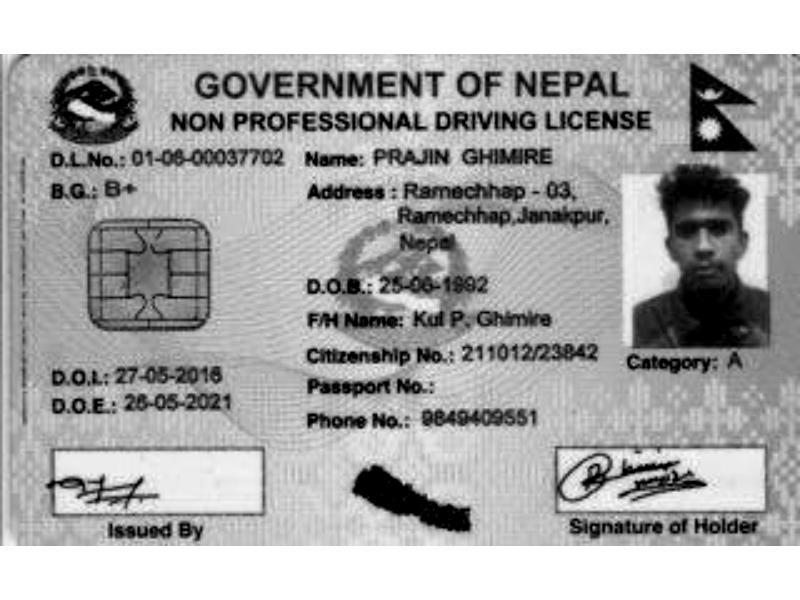 GOVERNMENT OF NEPAL
NON PROFESSIONAL DRIVING LICENSE
D.L.No.: 01-06-00037702
Name: PRAJIN GHIMIRE
B.G.: B+
Address : Ramechhap - 03,
Ramechhap,Janakpur,
Nepal
D.O.B.: 25-06-1992
F/H Name: Kul P. Ghimire
Citizenship No.: 211012/23842
Category: A
D.O.I.: 27-05-2016
Passport No.:
D.O.E.: 26-05-2021
Phone No.: 9849409551
Issued By
Signature of Holder